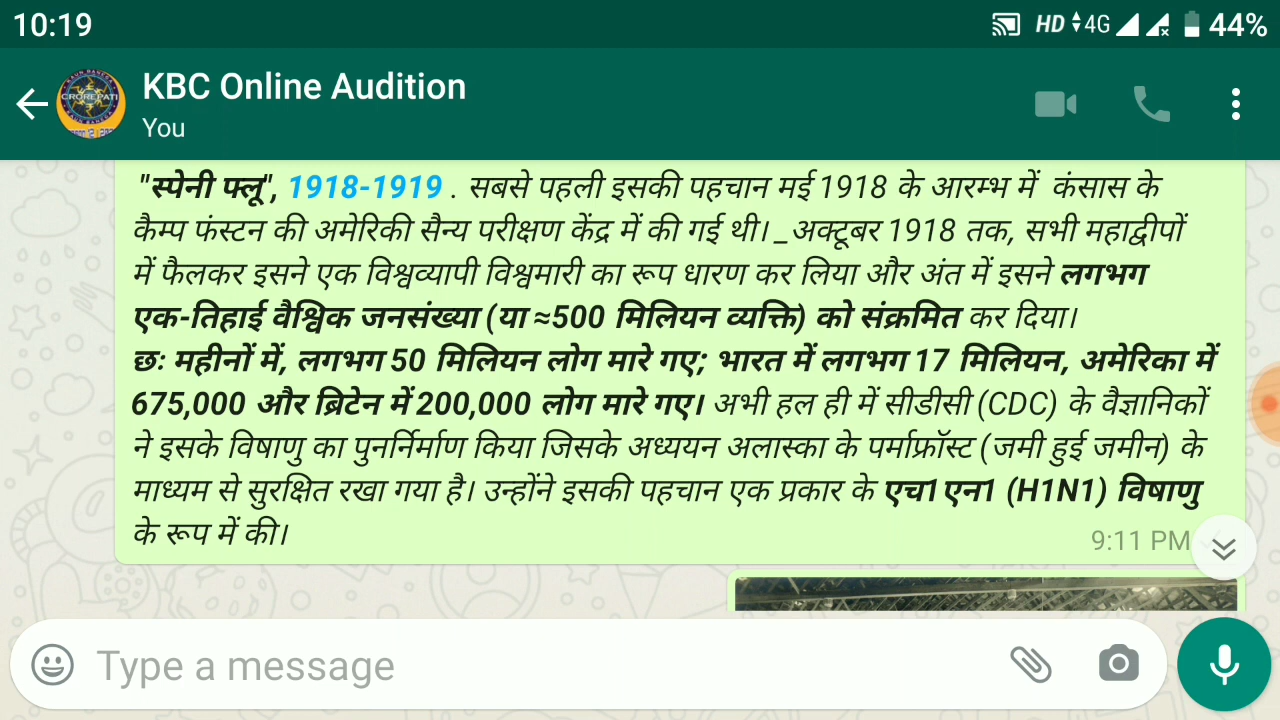 10:19
HD 4G 44%
KBC Online Audition
You
"स्पेनी फ्लू", 1918-1919 . सबसे पहली इसकी पहचान मई 1918 के आरम्भ में कंसास के
कैम्प फंस्टन की अमेरिकी सैन्य परीक्षण केंद्र में की गई थी। _अक्टूबर 1918 तक, सभी महाद्वीपों
में फैलकर इसने एक विश्वव्यापी विश्वमारी का रूप धारण कर लिया और अंत में इसने लगभग
एक-तिहाई वैश्विक जनसंख्या (या ≈500 मिलियन व्यक्ति) को संक्रमित कर दिया।
छः महीनों में, लगभग 50 मिलियन लोग मारे गए; भारत में लगभग 17 मिलियन, अमेरिका में
675,000 और ब्रिटेन में 200,000 लोग मारे गए। अभी हल ही में सीडीसी (CDC) के वैज्ञानिकों
ने इसके विषाणु का पुनर्निर्माण किया जिसके अध्ययन अलास्का के पर्माफ्रॉस्ट (जमी हुई जमीन) के
माध्यम से सुरक्षित रखा गया है। उन्होंने इसकी पहचान एक प्रकार के एच1एन1 (H1N1) विषाणु
के रूप में की।
9:11 PM
Type a message